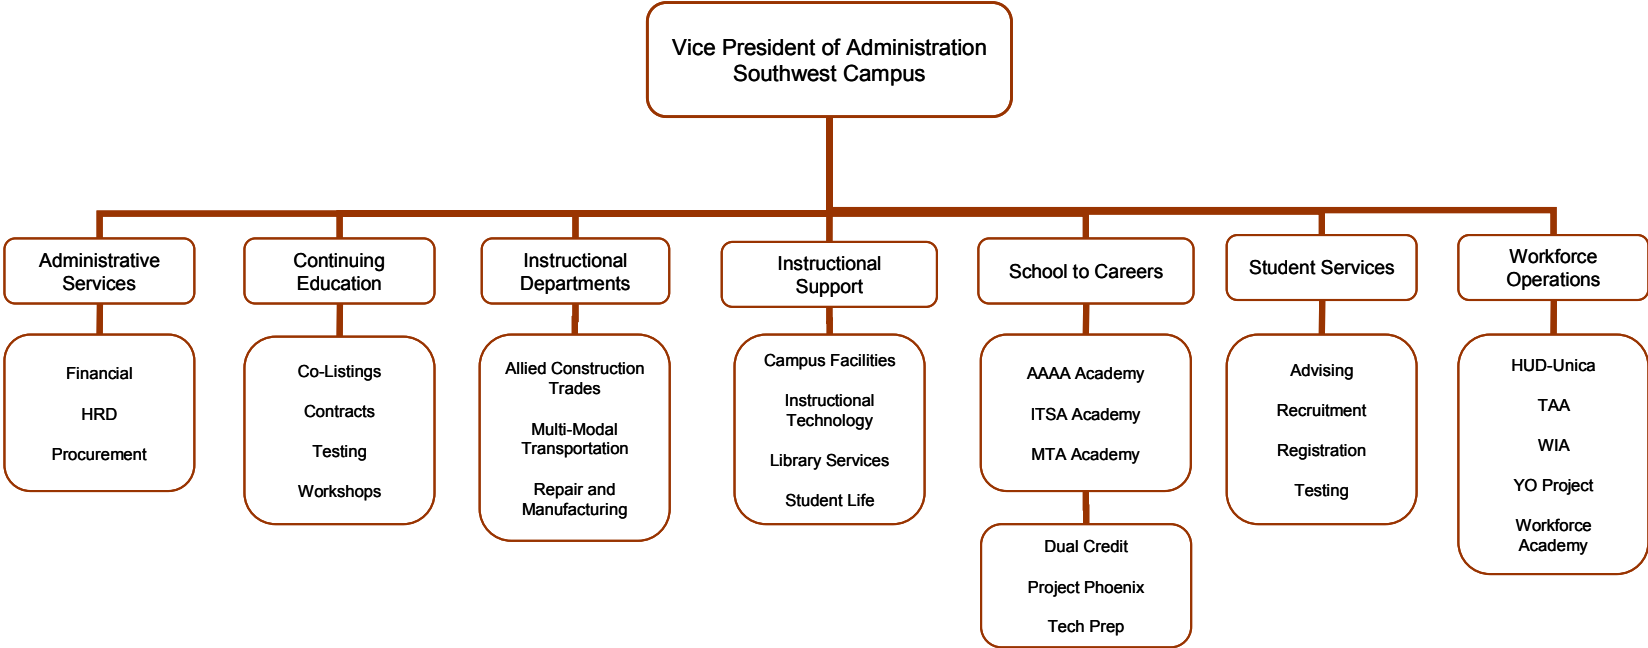 Vice President of Administration
Southwest Campus
Administrative
Services
Continuing
Education
Instructional
Departments
Instructional
Support
School to Careers
Student Services
Workforce
Operations
Financial
HRD
Procurement
Co-Listings
Contracts
Testing
Workshops
Allied Construction
Trades
Multi-Modal
Transportation
Repair and
Manufacturing
Campus Facilities
Instructional
Technology
Library Services
Student Life
AAAA Academy
ITSA Academy
MTA Academy
Dual Credit
Project Phoenix
Tech Prep
Advising
Recruitment
Registration
Testing
HUD-Unica
TAA
WIA
YO Project
Workforce
Academy